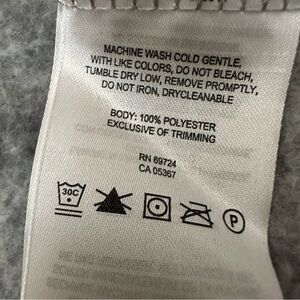 MACHINE WASH COLD GENTLE,
WITH LIKE COLORS, DO NOT BLEACH,
TUMBLE DRY LOW, REMOVE PROMPTLY,
DO NOT IRON, DRYCLEANABLE
BODY: 100% POLYESTER
EXCLUSIVE OF TRIMMING
RN 69724
CA 05367
30C P